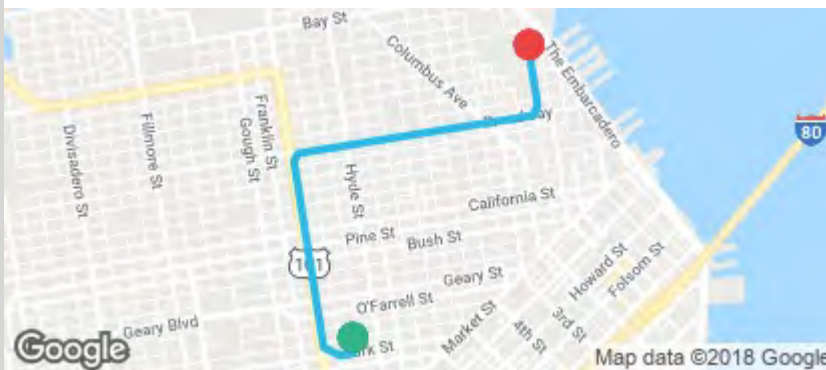 Bay St
Columbus Ave
The Embarcadero
80
Franklin St
Gough St
Fillmore St
Divisadero St
Hyde St
California St
Pine St
Bush St
101
Howard St
Folsom St
Geary St
O'Farrell St
Geary Blvd
Market St
3rd St
4th St
Google
Map data ©2018 Google